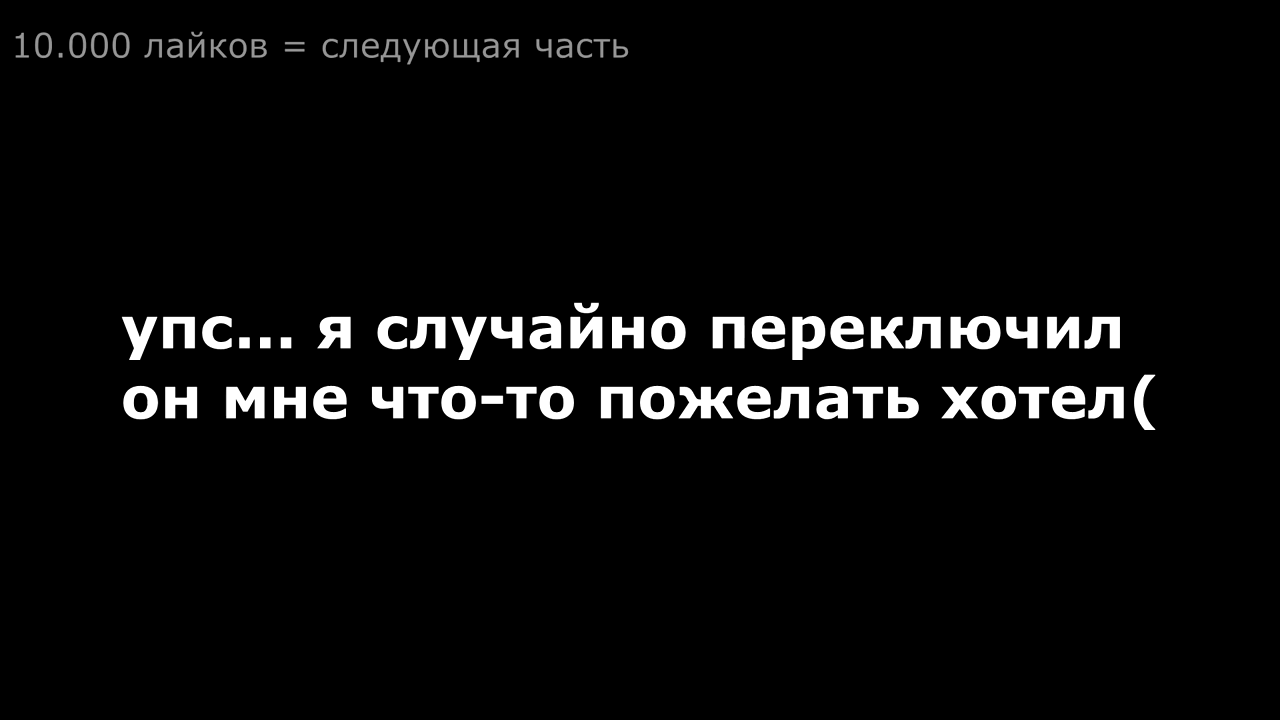 10.000 лайков = следующая часть
упс... я случайно переключил
он мне что-то пожелать хотел(